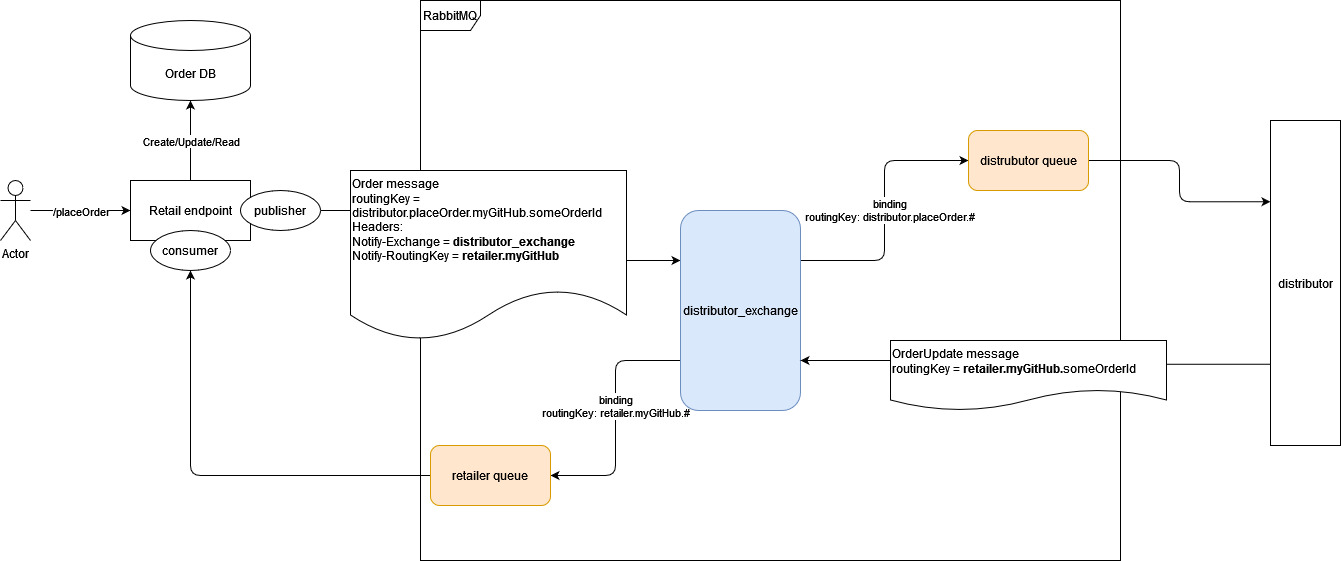 RabbitMQ
Order DB
Create/Update/Read
Actor
/placeOrder
Retail endpoint
publisher
consumer
Order message
routingKey =
distributor.placeOrder.myGitHub.someOrderId
Headers:
Notify-Exchange = distributor_exchange
Notify-RoutingKey = retailer.myGitHub
distributor_exchange
binding
routingKey: distributor.placeOrder.#
distrubutor queue
distributor
OrderUpdate message
routingKey = retailer.myGitHub.someOrderId
binding
routingKey: retailer.myGitHub.#
retailer queue